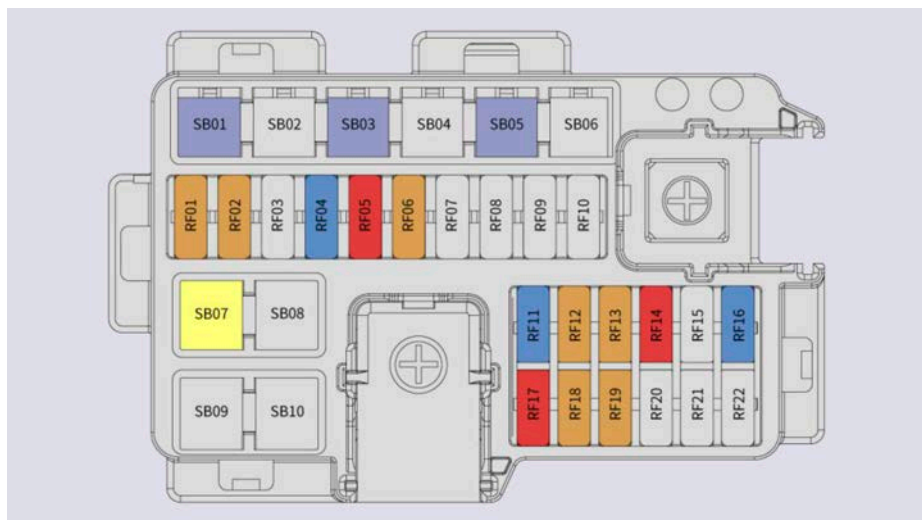 SB01 SB02 SB03 SB04 SB05 SB06
RF01 RF02 RF03 RF04 RF05 RF06 RF07 RF08 RF09 RF10
SB07 SB08
RF11 RF12 RF13 RF14 RF15 RF16
SB09 SB10
RF17 RF18 RF19 RF20 RF21 RF22